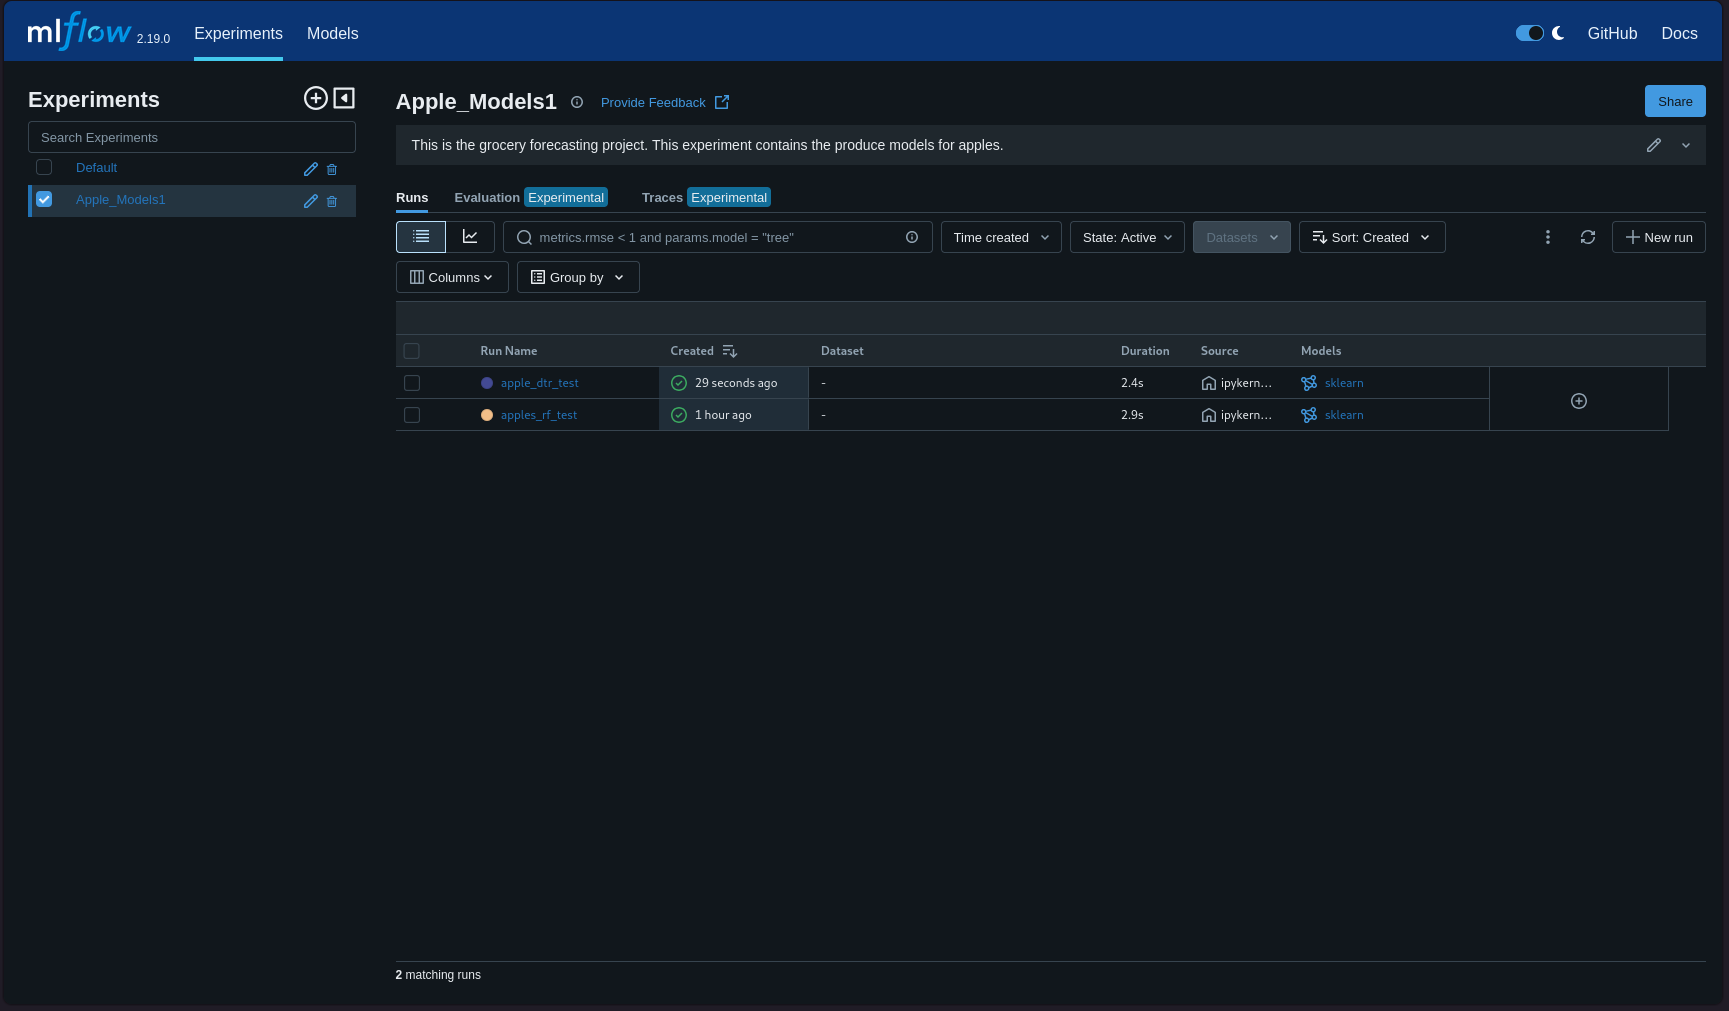 mlflow 2.19.0 Experiments Models GitHub Docs
Experiments
Search Experiments
Default
Apple_Models1
Apple_Models1 Provide Feedback Share
This is the grocery forecasting project. This experiment contains the produce models for apples.
Runs Evaluation Experimental Traces Experimental
metrics.rmse < 1 and params.model = "tree" Time created State: Active Datasets Sort: Created New run
Columns Group by
Run Name Created Dataset Duration Source Models
apple_dtr_test 29 seconds ago - 2.4s ipykern... sklearn
apples_rf_test 1 hour ago - 2.9s ipykern... sklearn
2 matching runs